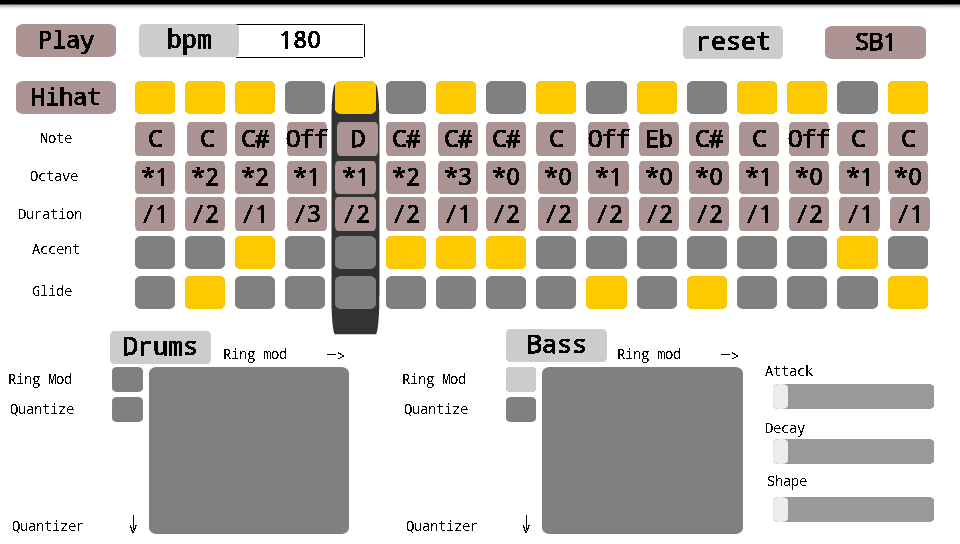 Play bpm 180 reset SB1
Hihat
Note C C C# Off D C# C# C# C Off Eb C# C Off C C
Octave *1 *2 *2 *1 *1 *2 *3 *0 *0 *1 *0 *0 *1 *0 *1 *0
Duration /1 /2 /1 /3 /2 /2 /1 /2 /2 /2 /2 /2 /1 /2 /1 /1
Accent
Glide
Drums Ring mod —> Bass Ring mod —>
Ring Mod Ring Mod Attack
Quantize Quantize
Decay
Shape
Quantizer ↓ Quantizer ↓